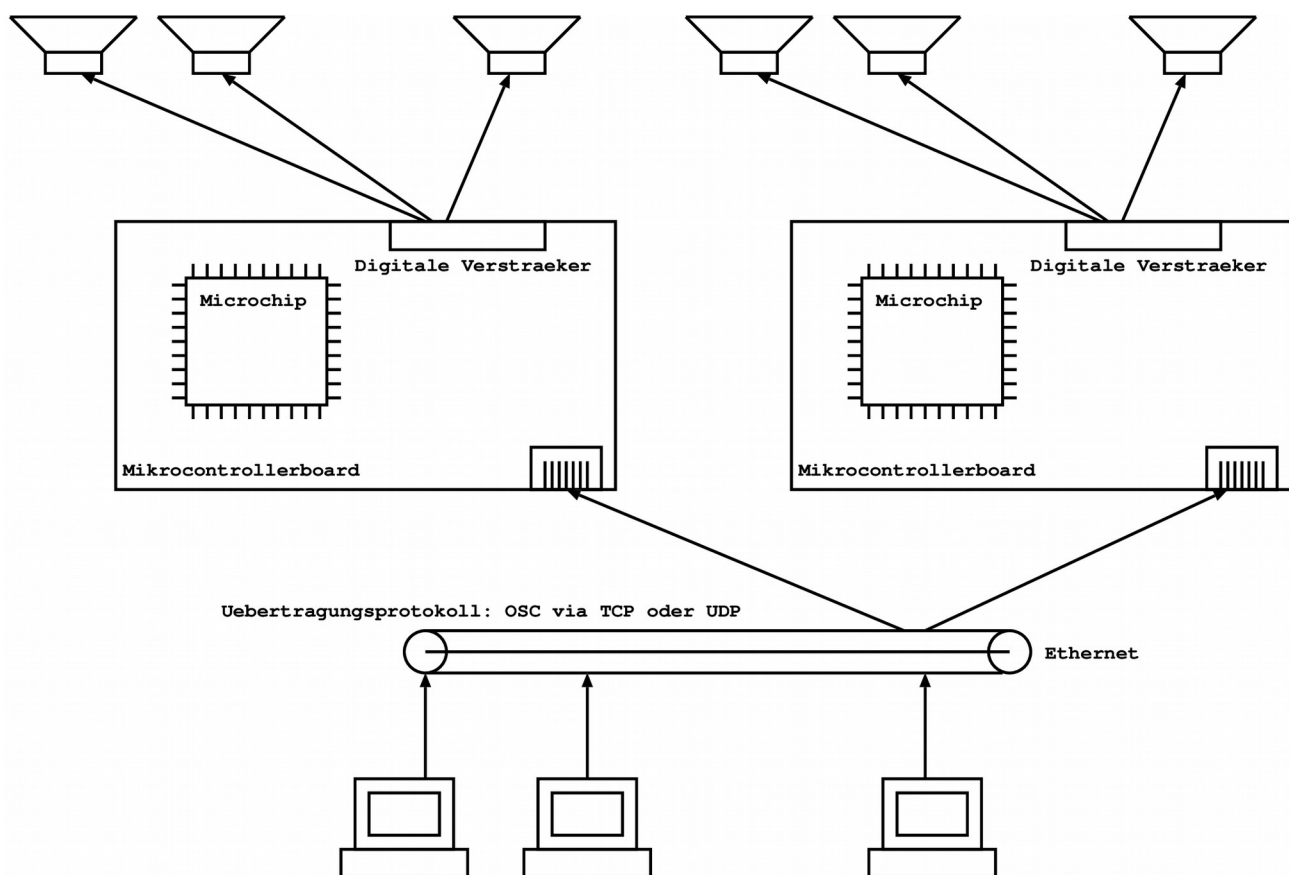 Digitale Verstraeker
Microchip
Mikrocontrollerboard
Digitale Verstraeker
Microchip
Mikrocontrollerboard
Uebertragungsprotokoll: OSC via TCP oder UDP
Ethernet